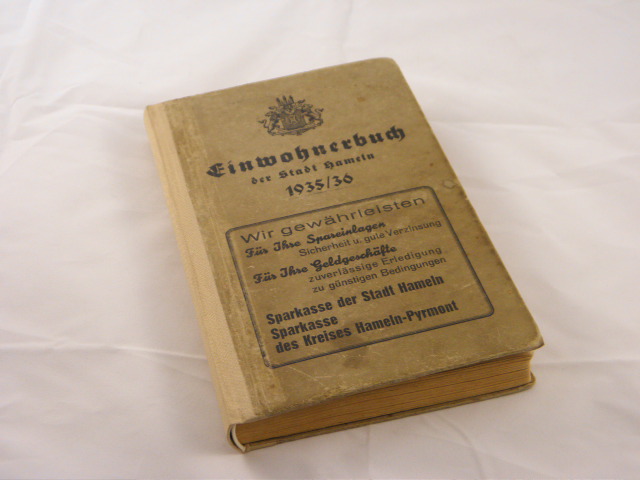 Einwohnerbuch
der Stadt Hameln
1935/36
Wir gewährleisten
Für Ihre Spareinlagen
Sicherheit u. gute Verzinsung
Für Ihre Geldgeschäfte
zuverlässige Erledigung
zu günstigen Bedingungen
Sparkasse der Stadt Hameln
Sparkasse
des Kreises Hameln-Pyrmont